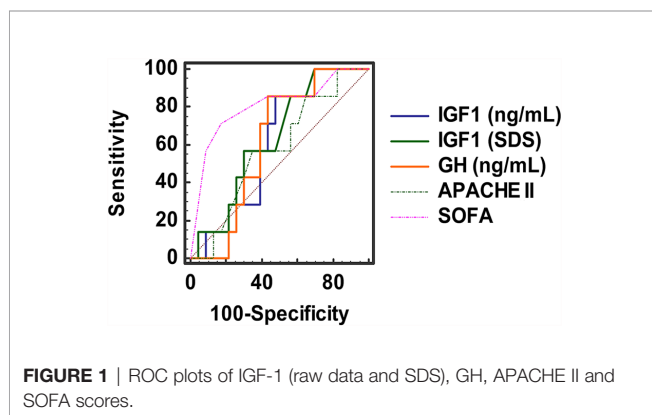 100
80
60
40
20
0
Sensitivity
0 40 80
100-Specificity
IGF1 (ng/mL)
IGF1 (SDS)
GH (ng/mL)
APACHE II
SOFA
FIGURE 1 | ROC plots of IGF-1 (raw data and SDS), GH, APACHE II and
SOFA scores.